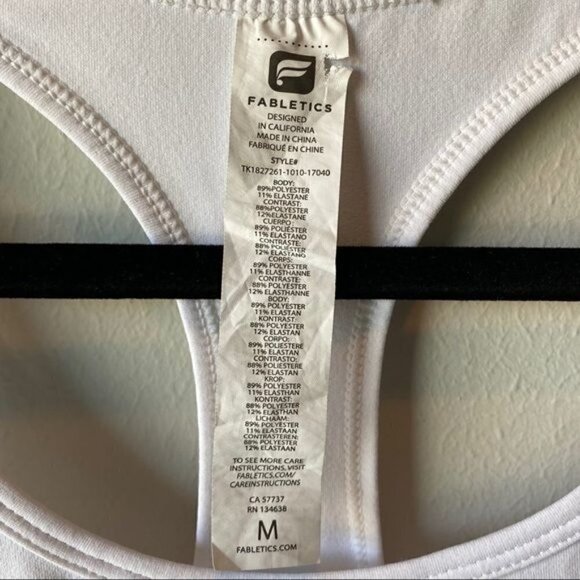 FABLETICS
DESIGNED
IN CALIFORNIA
MADE IN CHINA
FABRIQUÉ EN CHINE
STYLE#
TK1827261-1010-17040
BODY:
89%POLYESTER
11% ELASTANE
CONTRAST:
88%POLYESTER
12%ELASTANE
CUERPO:
89% POLIÉSTER
11% ELASTANO
CONTRASTE:
88% POLIÉSTER
12% ELASTANO
CORPS:
89% POLYESTER
11% ELASTHANNE
CONTRASTE:
88% POLYESTER
12% ELASTHANNE
BODY:
89% POLYESTER
11% ELASTAN
KONTRAST:
88% POLYESTER
12% ELASTAN
CORPO:
89% POLIESTERE
11% ELASTAN
CONTRASTO:
88% POLIESTERE
12% ELASTAN
KROP:
89% POLYESTER
11% ELASTHAN
KONTRAST:
88% POLYESTER
12% ELASTHAN
LICHAAM:
89% POLYESTER
11% ELASTAAN
CONTRASTEREN:
88% POLYESTER
12% ELASTAAN
TO SEE MORE CARE
INSTRUCTIONS, VISIT
FABLETICS.COM/
CAREINSTRUCTIONS
CA 57737
RN 134638
M
FABLETICS.COM